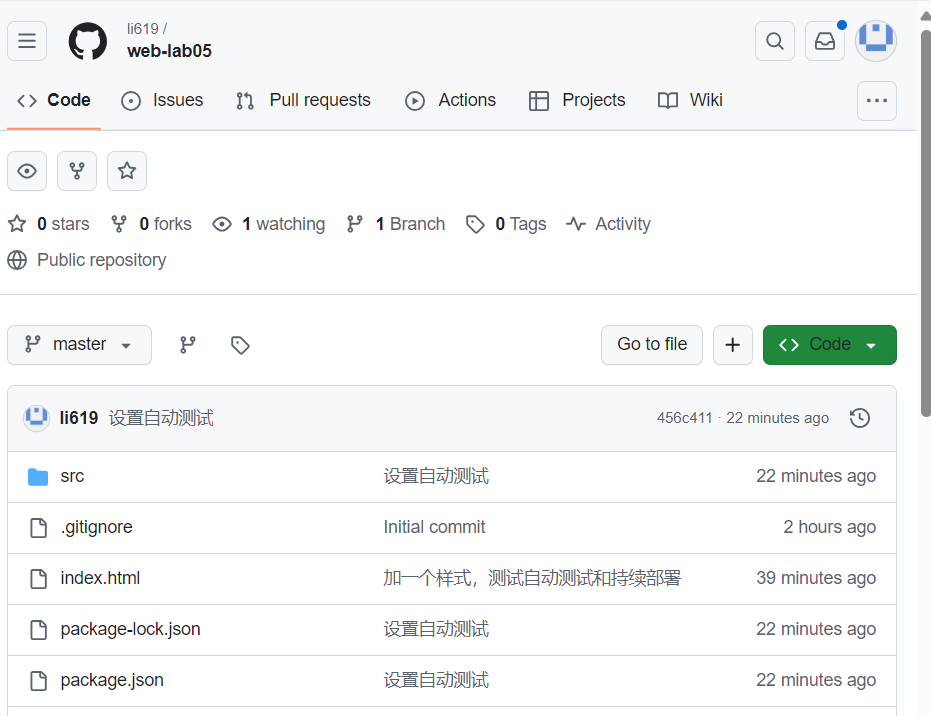 li619 /
web-lab05
Code Issues Pull requests Actions Projects Wiki
0 stars 0 forks 1 watching 1 Branch 0 Tags Activity
Public repository
master Go to file Code
li619 设置自动测试 456c411 · 22 minutes ago
src 设置自动测试 22 minutes ago
.gitignore Initial commit 2 hours ago
index.html 加一个样式，测试自动测试和持续部署 39 minutes ago
package-lock.json 设置自动测试 22 minutes ago
package.json 设置自动测试 22 minutes ago